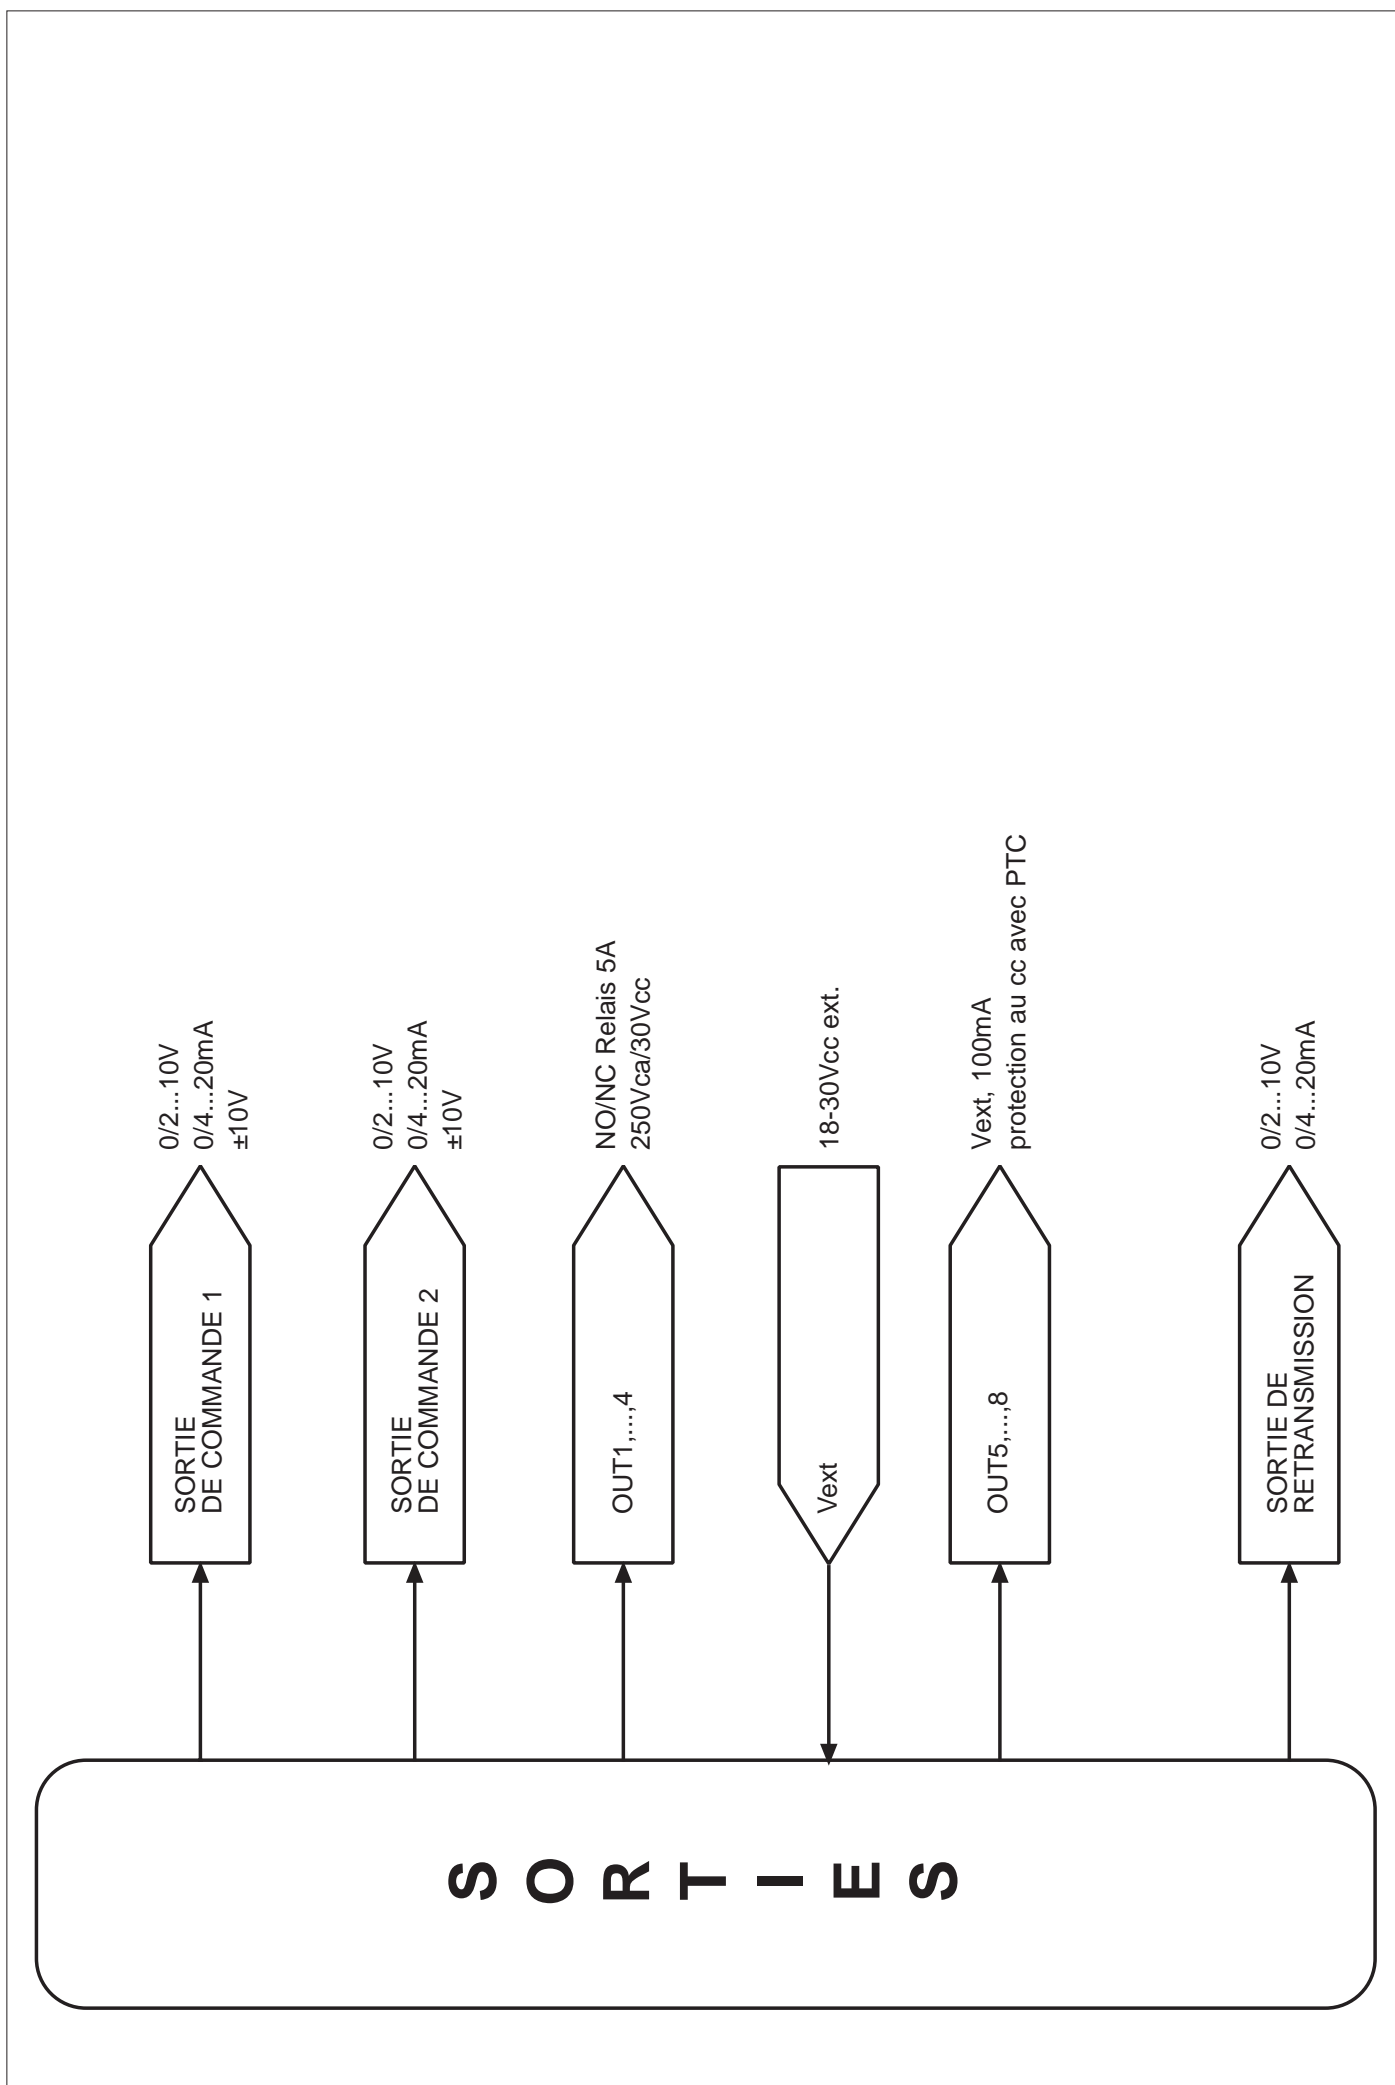 SORTIES
SORTIE
DE COMMANDE 1
0/2...10V
0/4...20mA
±10V
SORTIE
DE COMMANDE 2
0/2...10V
0/4...20mA
±10V
OUT1,...,4
NO/NC Relais 5A
250Vca/30Vcc
Vext
18-30Vcc ext.
OUT5,...,8
Vext, 100mA
protection au cc avec PTC
SORTIE DE
RETRANSMISSION
0/2...10V
0/4...20mA